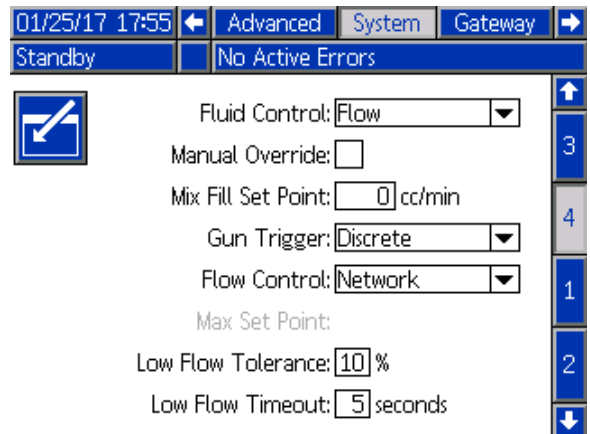 01/25/17 17:55 Advanced System Gateway
Standby No Active Errors
Fluid Control: Flow
3
Manual Override:
Mix Fill Set Point: 0 cc/min
4
Gun Trigger: Discrete
Flow Control: Network
1
Max Set Point:
Low Flow Tolerance: 10 %
2
Low Flow Timeout: 5 seconds